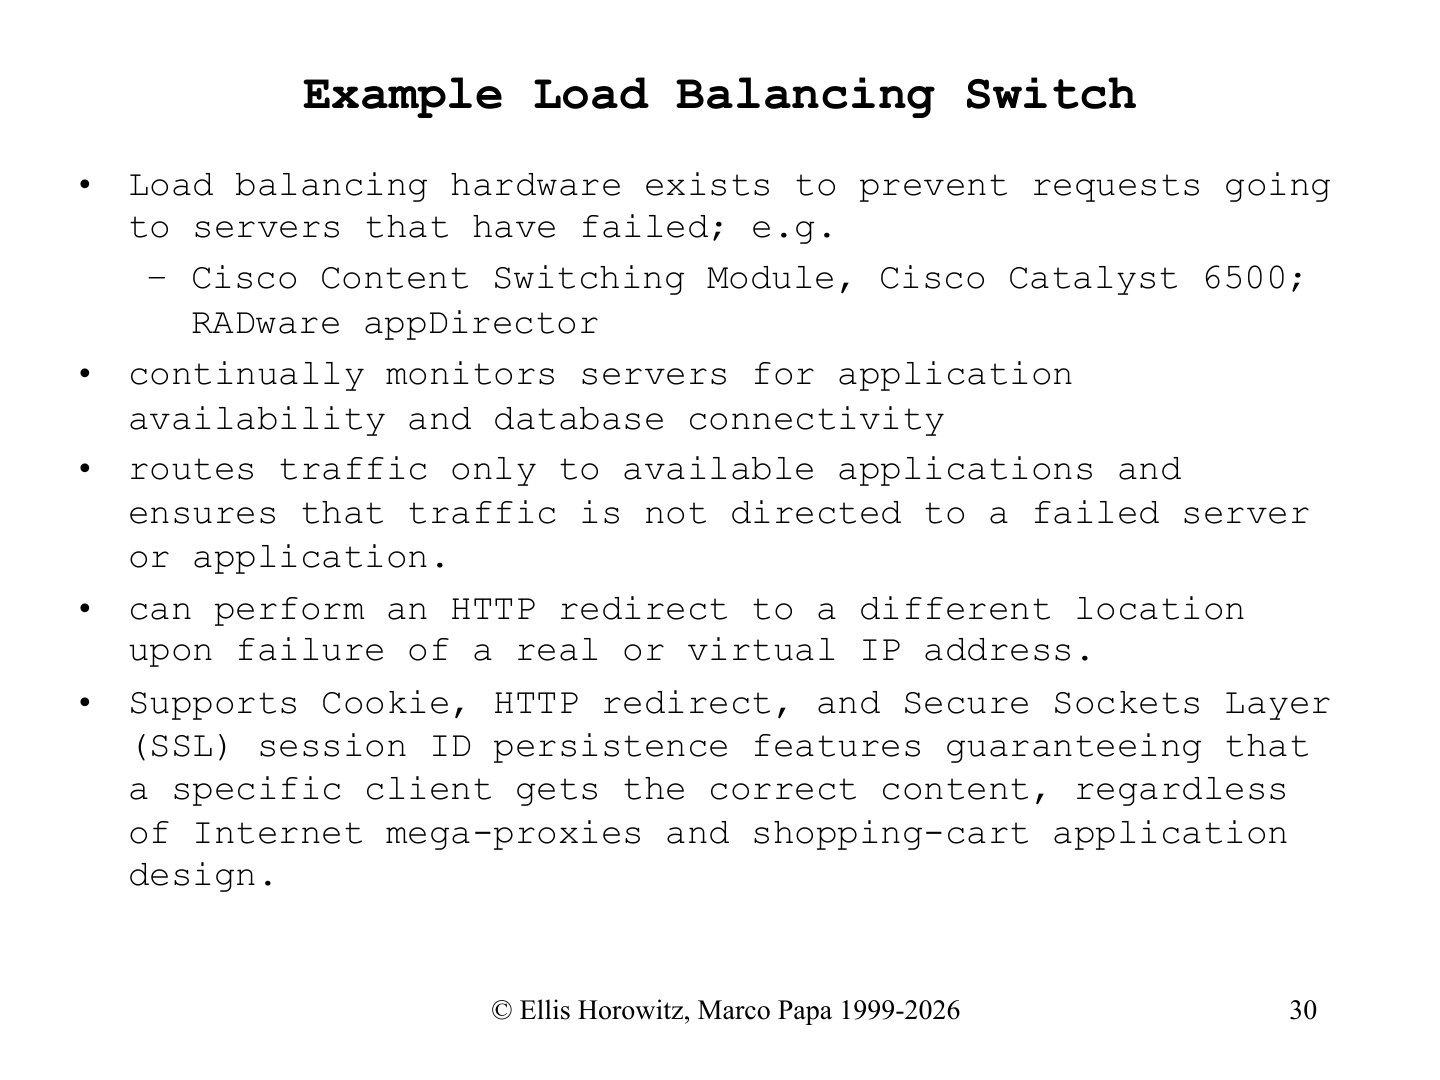 Example Load Balancing Switch
• Load balancing hardware exists to prevent requests going
to servers that have failed; e.g.
– Cisco Content Switching Module, Cisco Catalyst 6500;
RADware appDirector
• continually monitors servers for application
availability and database connectivity
• routes traffic only to available applications and
ensures that traffic is not directed to a failed server
or application.
• can perform an HTTP redirect to a different location
upon failure of a real or virtual IP address.
• Supports Cookie, HTTP redirect, and Secure Sockets Layer
(SSL) session ID persistence features guaranteeing that
a specific client gets the correct content, regardless
of Internet mega-proxies and shopping-cart application
design.
© Ellis Horowitz, Marco Papa 1999-2026
30